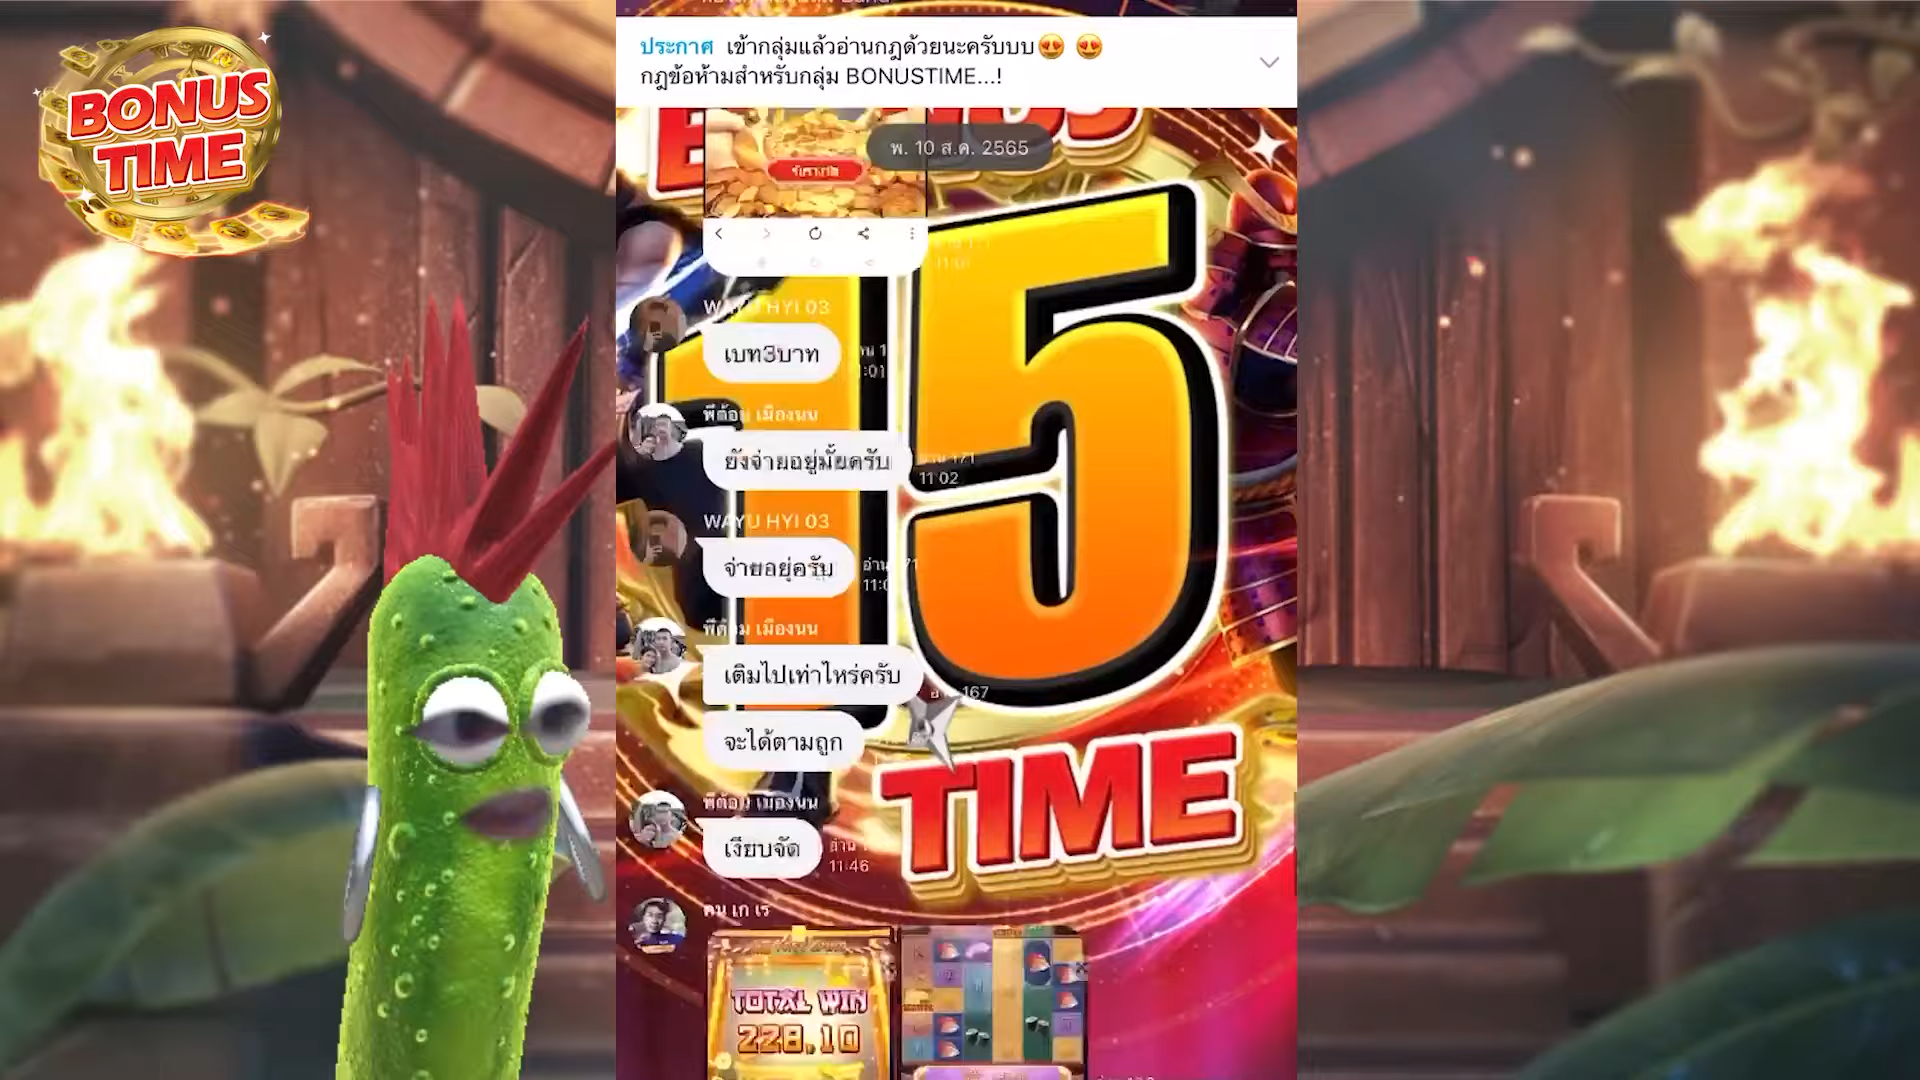 BONUS
TIME
ประกาศ เข้ากลุ่มแล้วอ่านกฎด้วยนะครับบบ😍 😍
กฎข้อห้ามสำหรับกลุ่ม BONUSTIME...!
พ. 10 ส.ค. 2565
WAYU HYI 03
เบท3บาท
15
ยังจ่ายอยู่มั้ยครับ
11:02
WAYU HYI 03
จ่ายอยู่ครับ
เติมไปเท่าไหร่ครับ
167
จะได้ตามถูก
TIME
เงียบจัด
11:46
TOTAL WIN
228.10